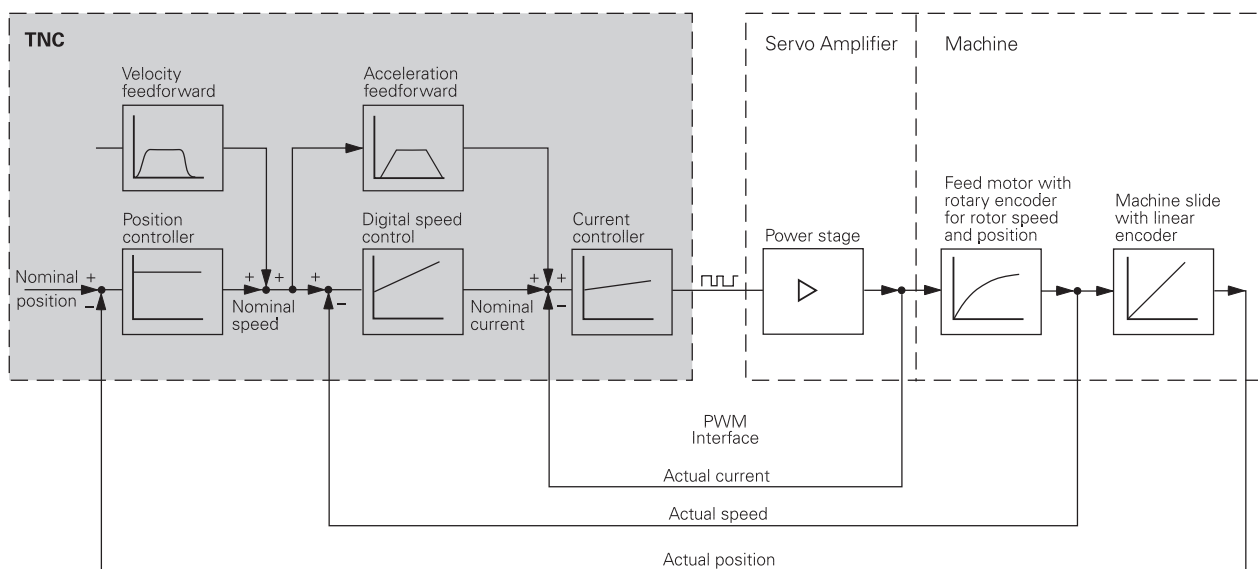 TNC
Servo Amplifier
Machine
Velocity
feedforward
Acceleration
feedforward
Position
controller
Digital speed
control
Current
controller
Power stage
Feed motor with
rotary encoder
for rotor speed
and position
Machine slide
with linear
encoder
Nominal
position
+
−
+
+
Nominal
speed
+
−
Nominal
current
+
+
−
PWM
Interface
Actual current
Actual speed
Actual position